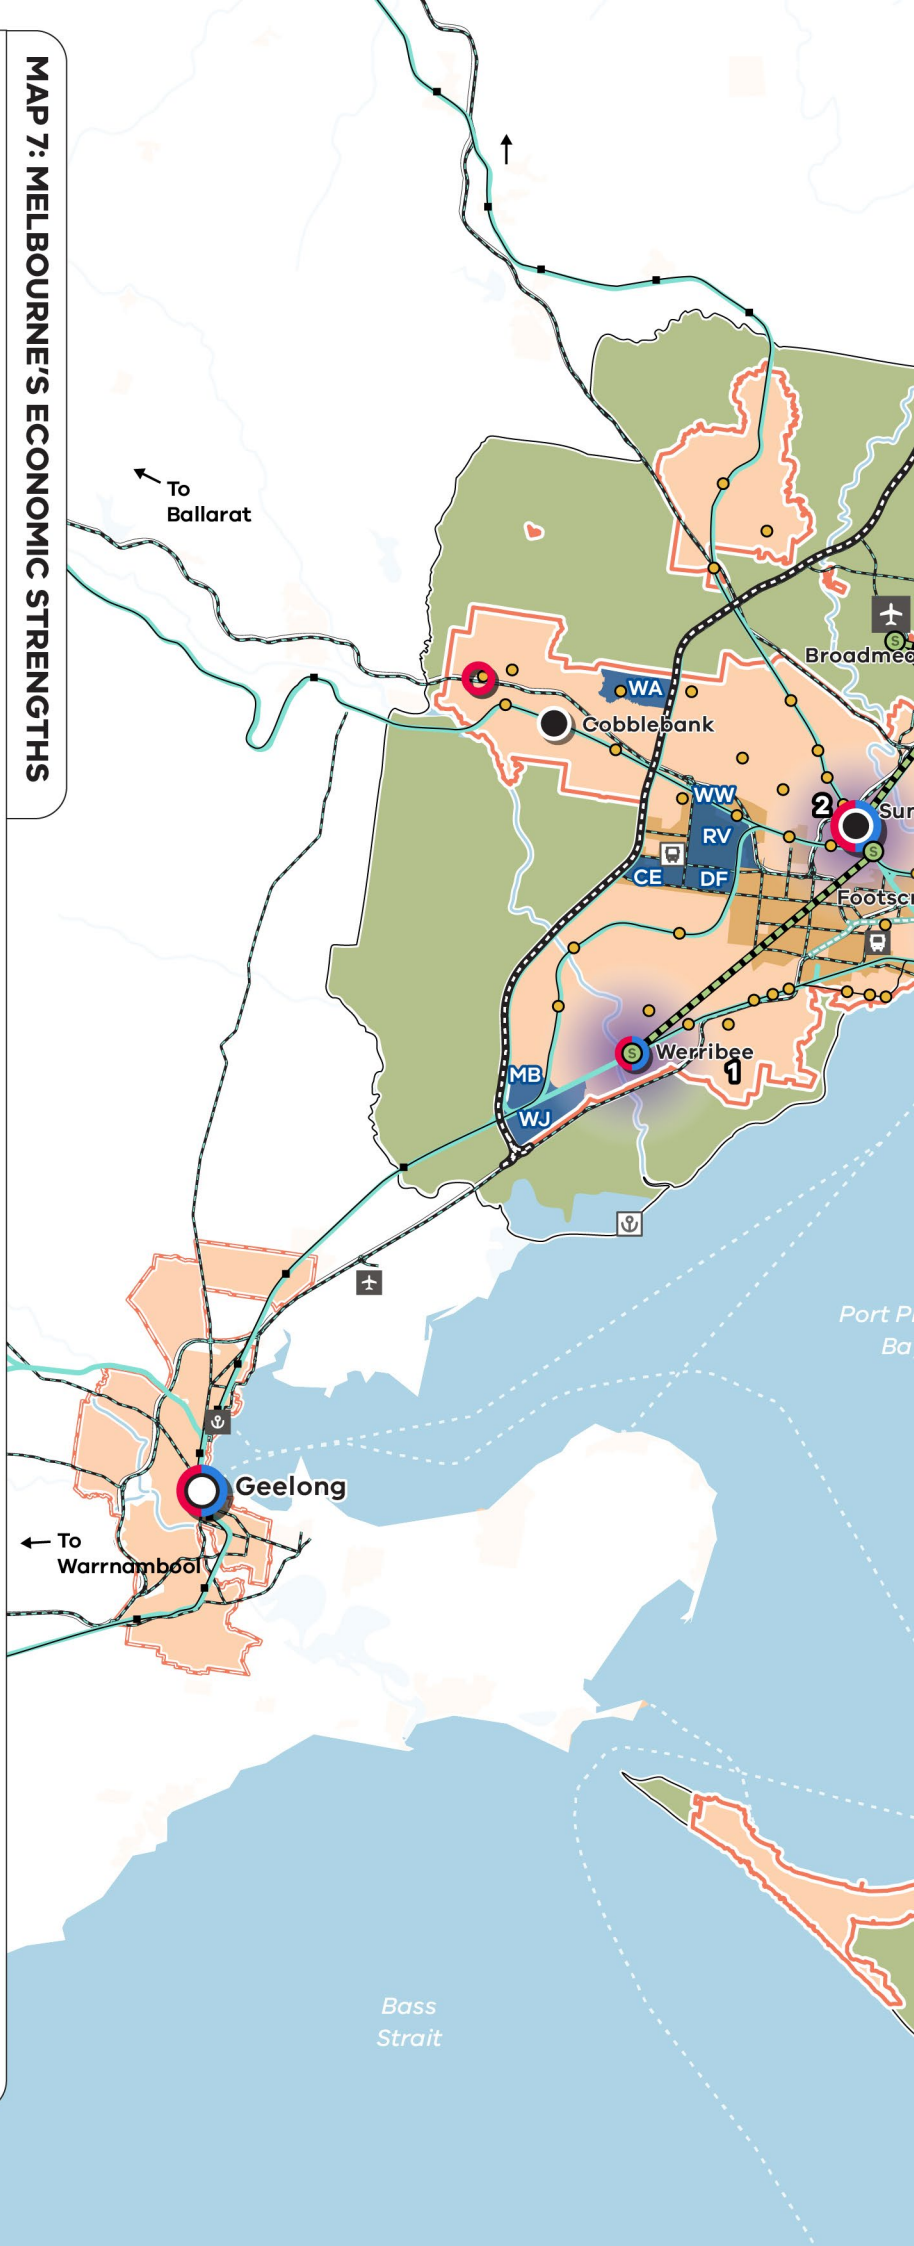 MAP 7: MELBOURNE'S ECONOMIC STRENGTHS
To
Ballarat
S
Broadmea
WA
Cobblebank
WW
2
Sun
RV
S
CE
DF
Footscr
S
Werribee
MB
1
WJ
Port P
Ba
Geelong
To
Warrnambool
Bass
Strait